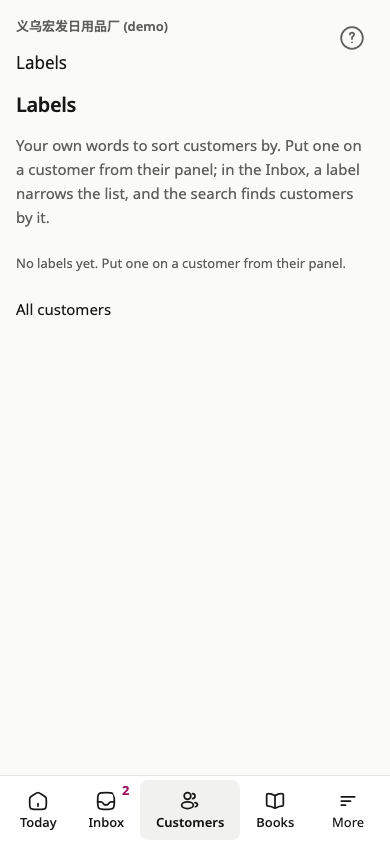 义乌宏发日用品厂 (demo)
Labels
Labels
Your own words to sort customers by. Put one on
a customer from their panel; in the Inbox, a label
narrows the list, and the search finds customers
by it.
No labels yet. Put one on a customer from their panel.
All customers
2
Today
Inbox
Customers
Books
More